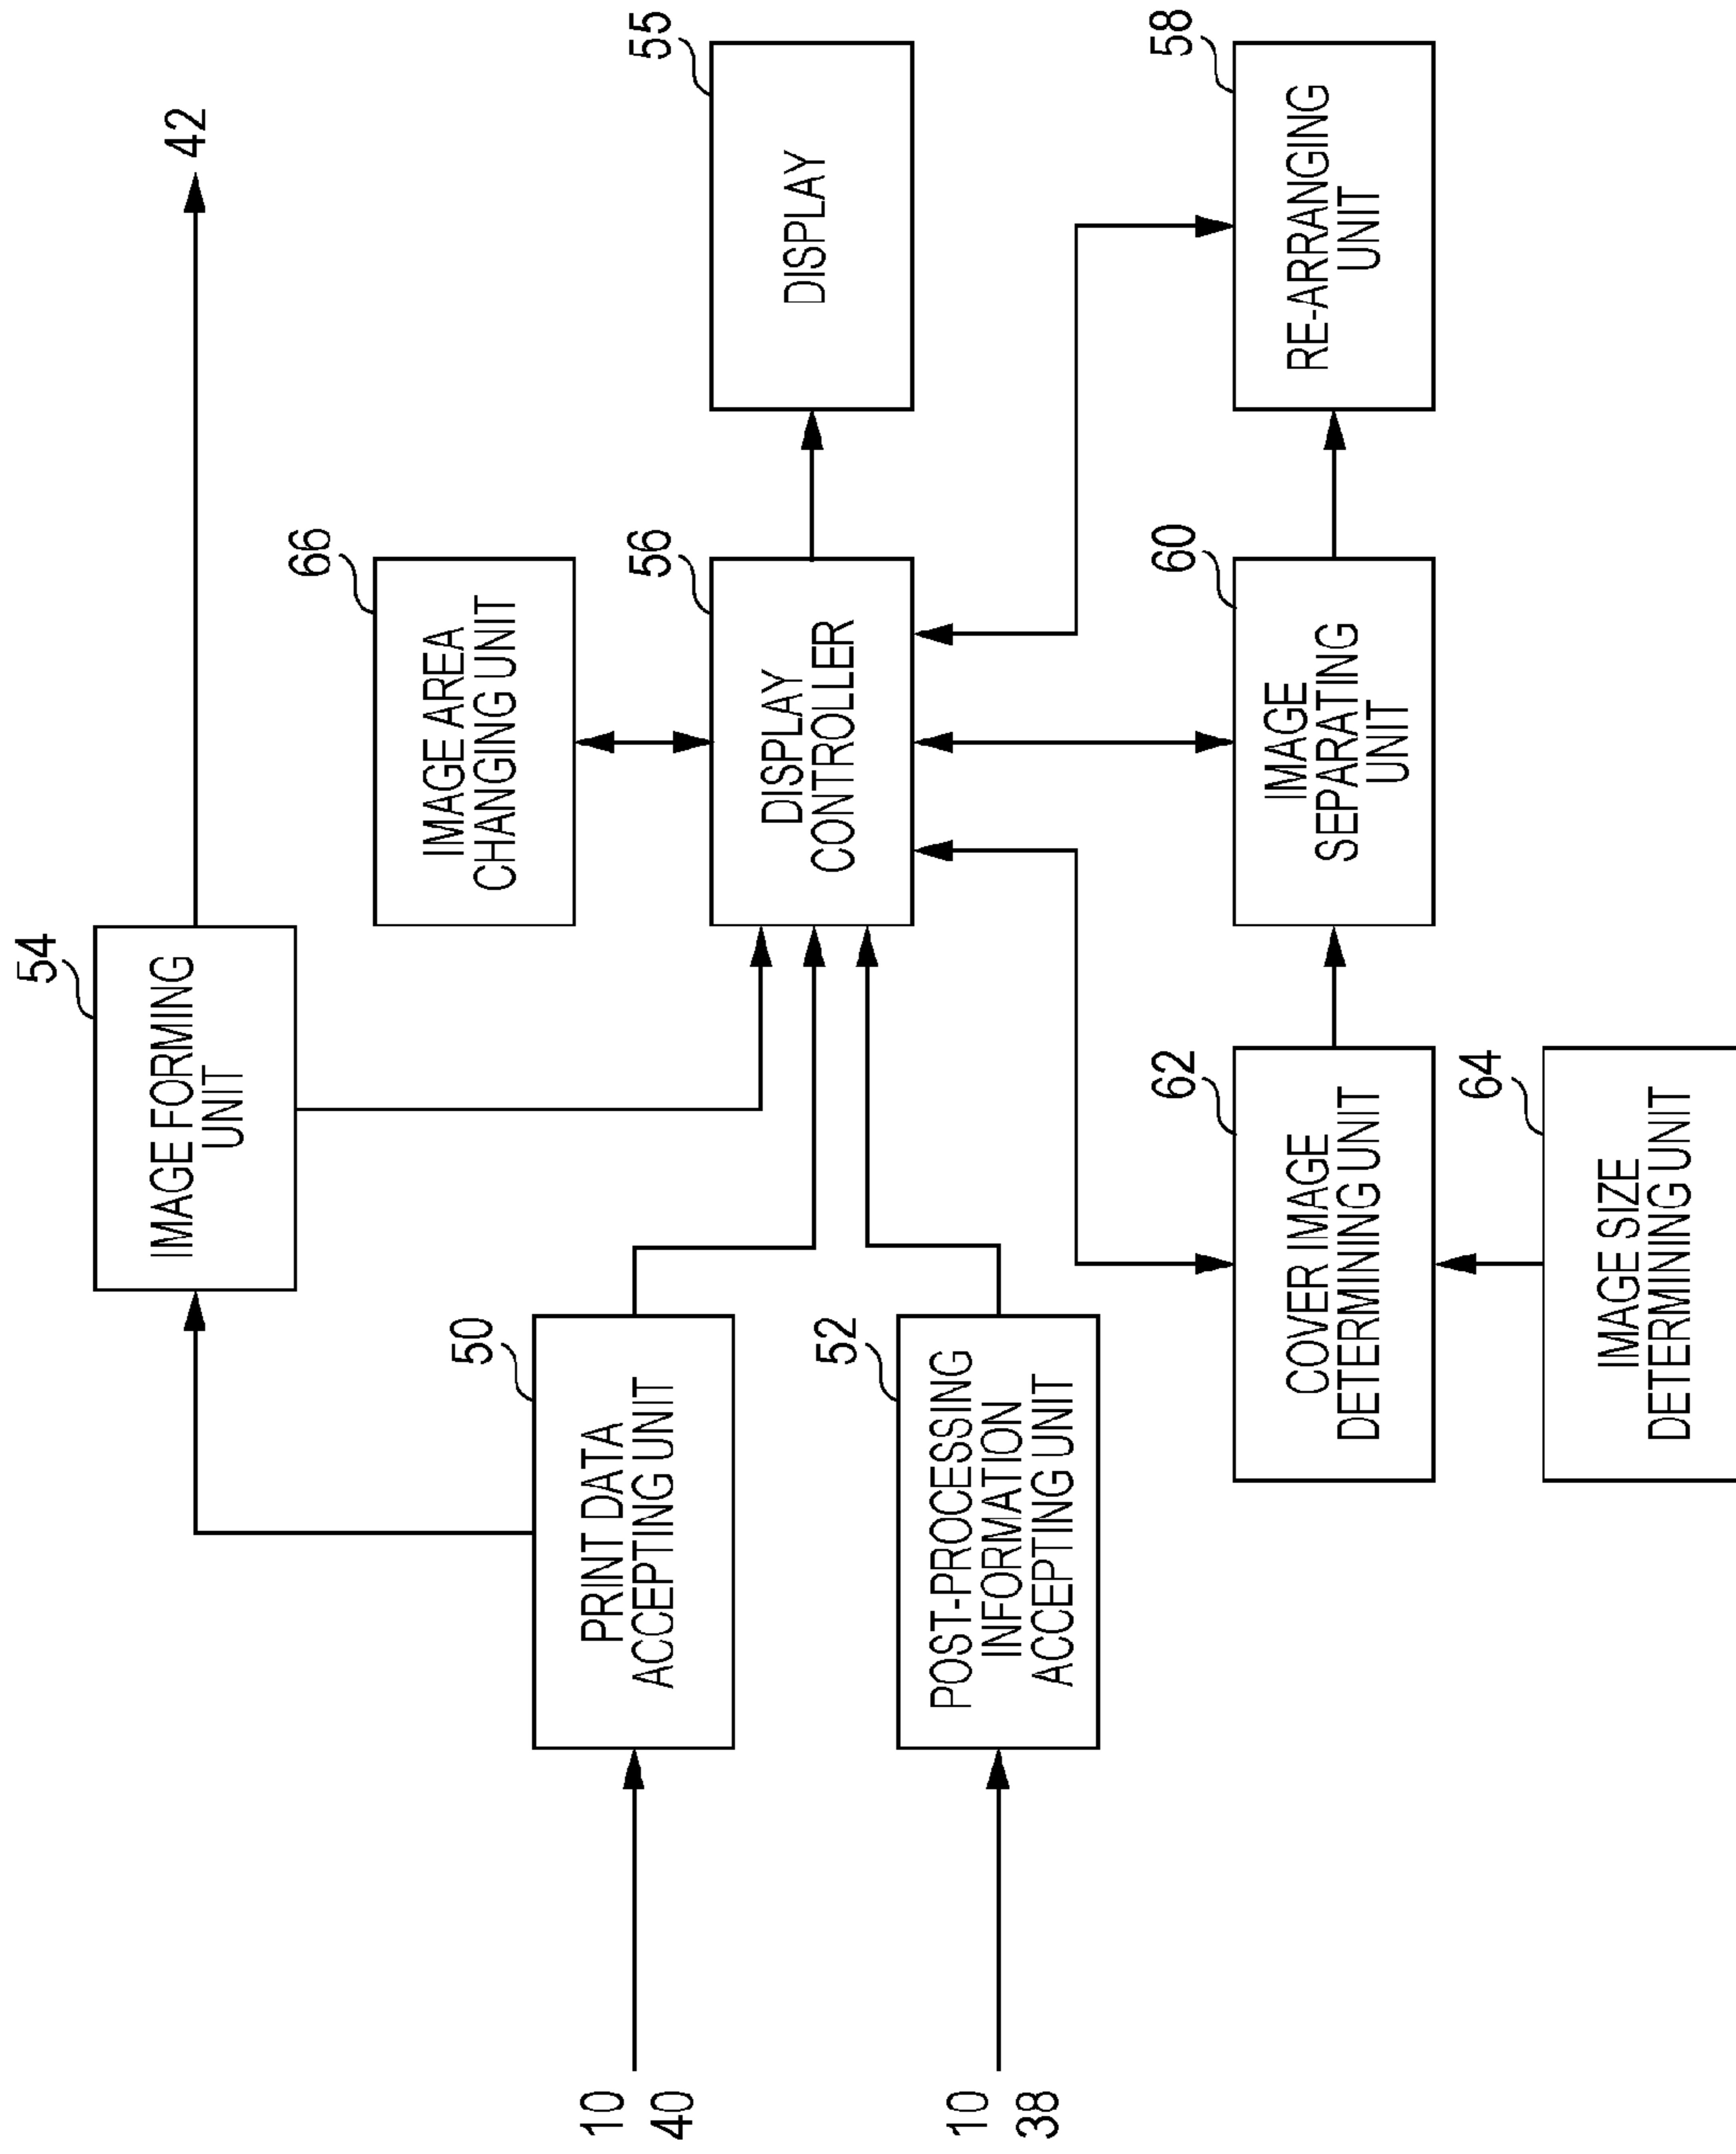 54
IMAGE FORMING
UNIT
42
66
IMAGE AREA
CHANGING UNIT
50
PRINT DATA
ACCEPTING UNIT
10
40
56
DISPLAY
CONTROLLER
55
DISPLAY
52
POST-PROCESSING
INFORMATION
ACCEPTING UNIT
10
38
62
COVER IMAGE
DETERMINING UNIT
60
IMAGE
SEPARATING
UNIT
58
RE-ARRANGING
UNIT
64
IMAGE SIZE
DETERMINING UNIT